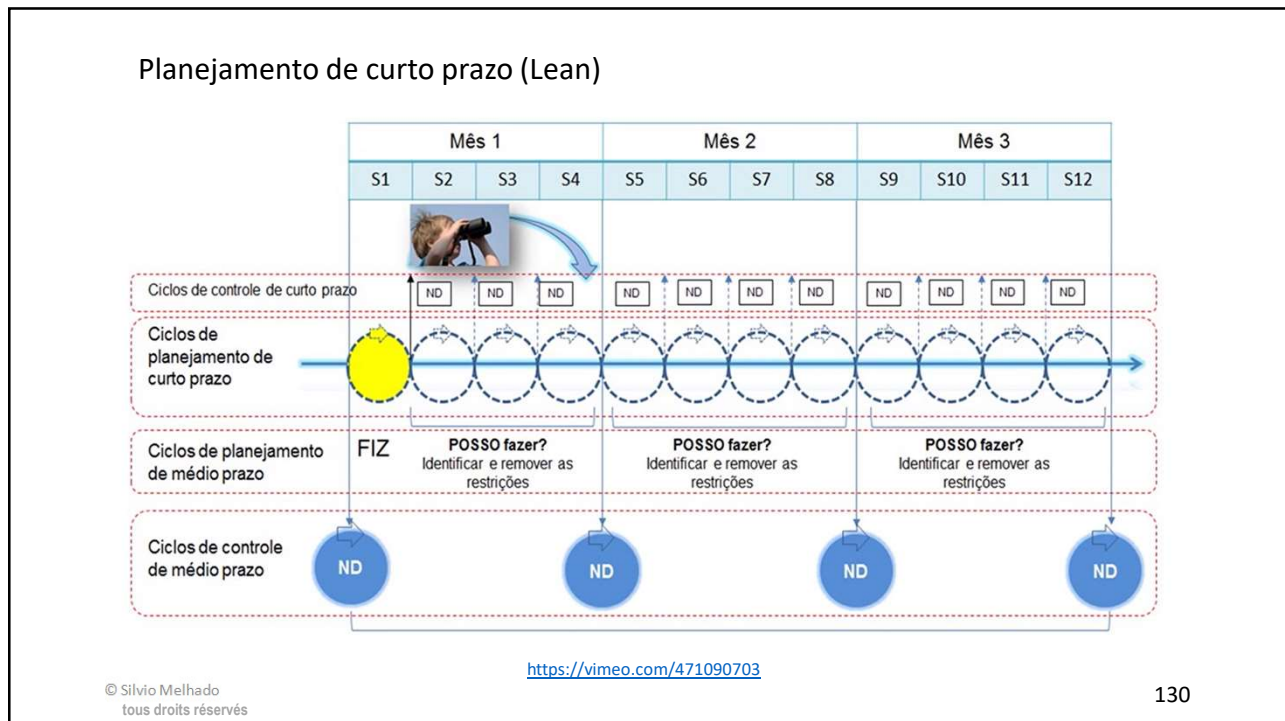 Planejamento de curto prazo (Lean)
Mês 1 Mês 2 Mês 3
S1 S2 S3 S4 S5 S6 S7 S8 S9 S10 S11 S12
Ciclos de controle de curto prazo
ND ND ND ND ND ND ND ND ND ND ND
Ciclos de
planejamento de
curto prazo
Ciclos de planejamento
de médio prazo
FIZ
POSSO fazer?
Identificar e remover as
restrições
POSSO fazer?
Identificar e remover as
restrições
POSSO fazer?
Identificar e remover as
restrições
Ciclos de controle
de médio prazo
ND ND ND ND
https://vimeo.com/471090703
© Silvio Melhado
tous droits réservés
130